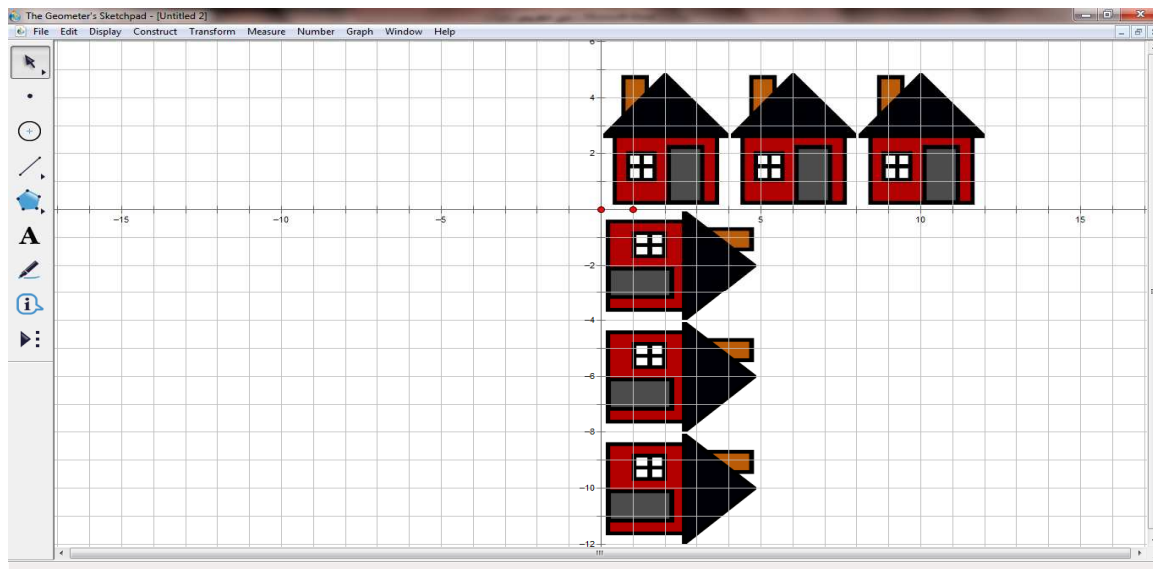 The Geometer's Sketchpad - [Untitled 2]
File Edit Display Construct Transform Measure Number Graph Window Help
6
4
2
-15 -10 -5 5 10 15
-2
-4
-6
-8
-10
-12
A
i